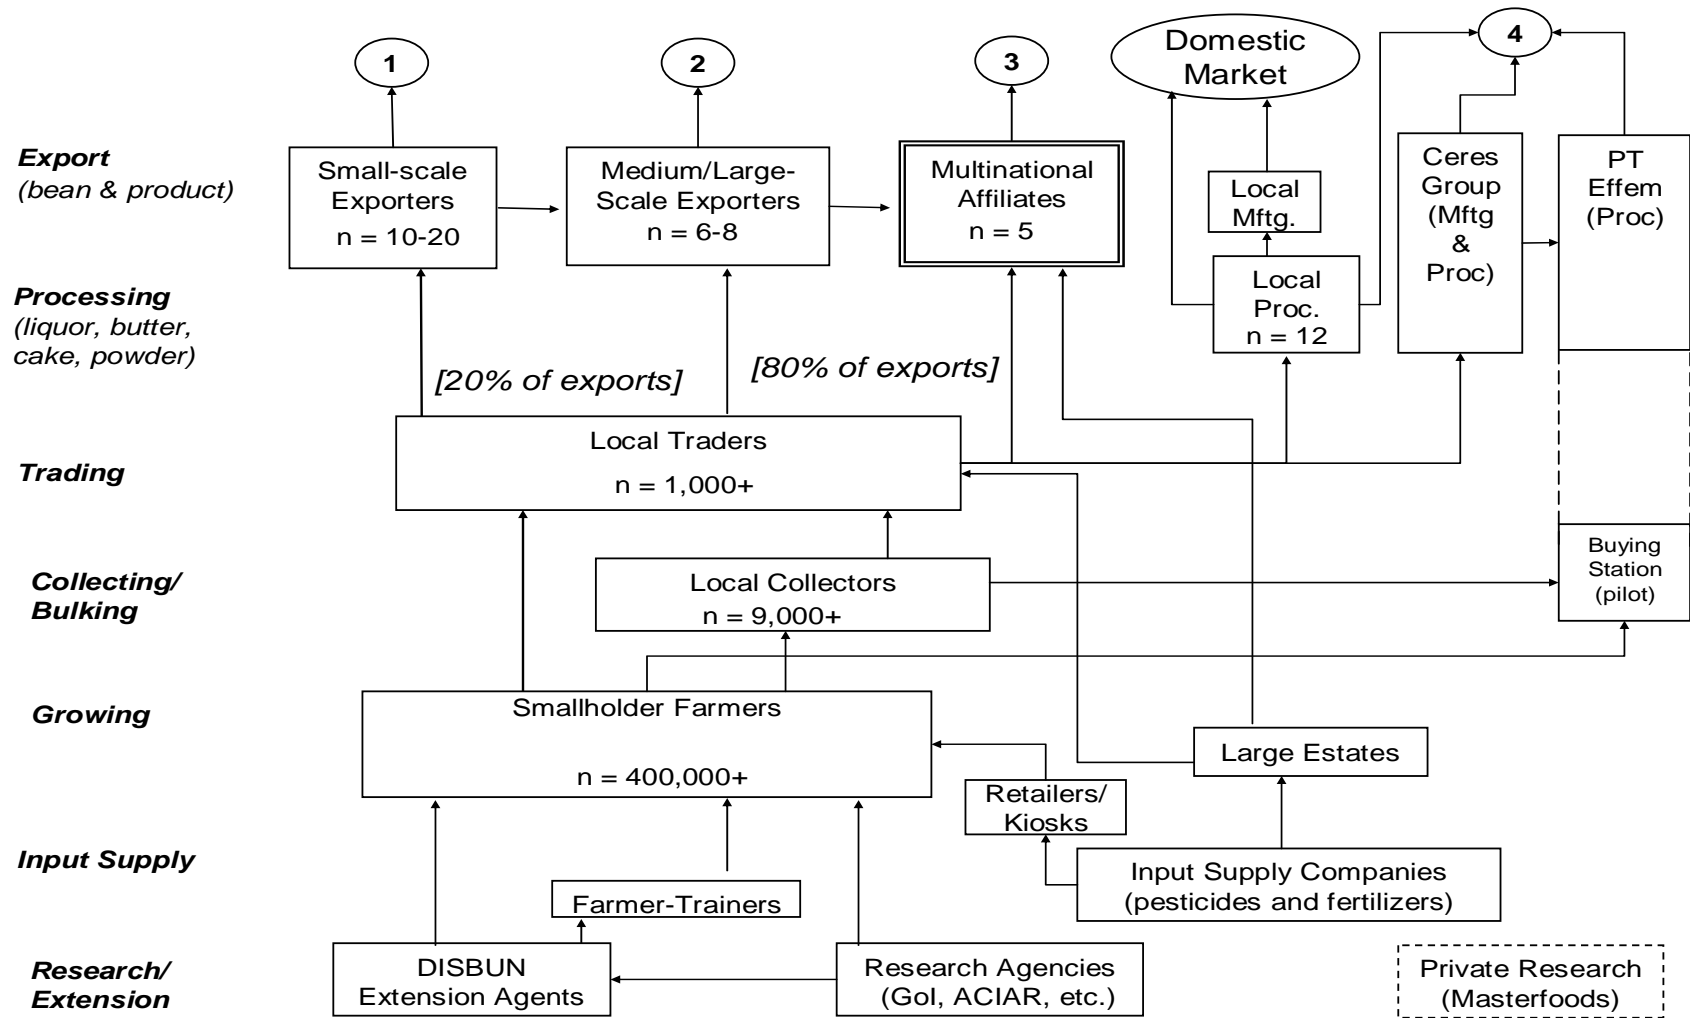 1
2
3
Domestic
Market
4
Export
(bean & product)
Small-scale
Exporters
n = 10-20
Medium/Large-
Scale Exporters
n = 6-8
Multinational
Affiliates
n = 5
Local
Mftg.
Ceres
Group
(Mftg
&
Proc)
PT
Effem
(Proc)
Processing
(liquor, butter,
cake, powder)
Local
Proc.
n = 12
[20% of exports]
[80% of exports]
Trading
Local Traders
n = 1,000+
Collecting/
Bulking
Local Collectors
n = 9,000+
Buying
Station
(pilot)
Growing
Smallholder Farmers
n = 400,000+
Large Estates
Retailers/
Kiosks
Input Supply
Input Supply Companies
(pesticides and fertilizers)
Farmer-Trainers
Research/
Extension
DISBUN
Extension Agents
Research Agencies
(GoI, ACIAR, etc.)
Private Research
(Masterfoods)